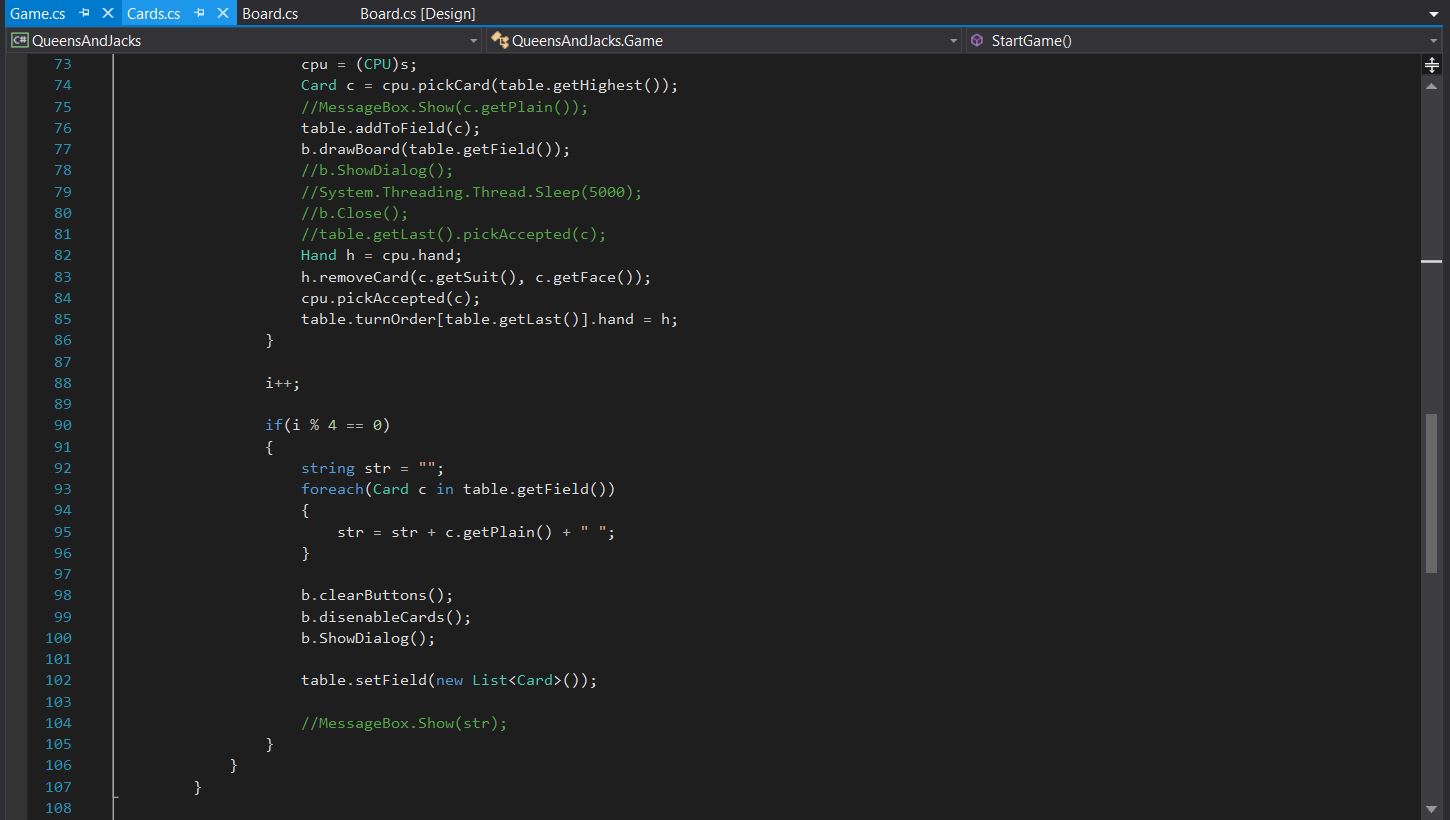 Game.cs Cards.cs Board.cs Board.cs [Design]
C# QueensAndJacks QueensAndJacks.Game StartGame()
73 cpu = (CPU)s;
74 Card c = cpu.pickCard(table.getHighest());
75 //MessageBox.Show(c.getPlain());
76 table.addToField(c);
77 b.drawBoard(table.getField());
78 //b.ShowDialog();
79 //System.Threading.Thread.Sleep(5000);
80 //b.Close();
81 //table.getLast().pickAccepted(c);
82 Hand h = cpu.hand;
83 h.removeCard(c.getSuit(), c.getFace());
84 cpu.pickAccepted(c);
85 table.turnOrder[table.getLast()].hand = h;
86 }
87
88 i++;
89
90 if(i % 4 == 0)
91 {
92 string str = "";
93 foreach(Card c in table.getField())
94 {
95 str = str + c.getPlain() + " ";
96 }
97
98 b.clearButtons();
99 b.disenableCards();
100 b.ShowDialog();
101
102 table.setField(new List<Card>());
103
104 //MessageBox.Show(str);
105 }
106 }
107 }
108